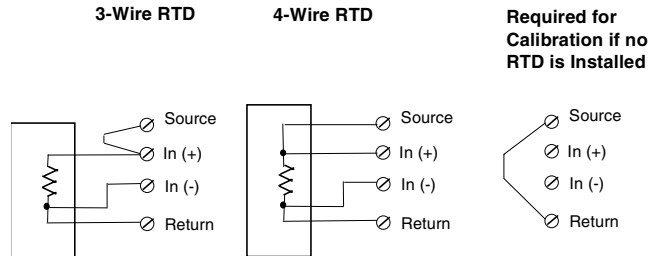 3-Wire RTD
4-Wire RTD
Required for
Calibration if no
RTD is Installed
Source
In (+)
In (-)
Return
Source
In (+)
In (-)
Return
Source
In (+)
In (-)
Return